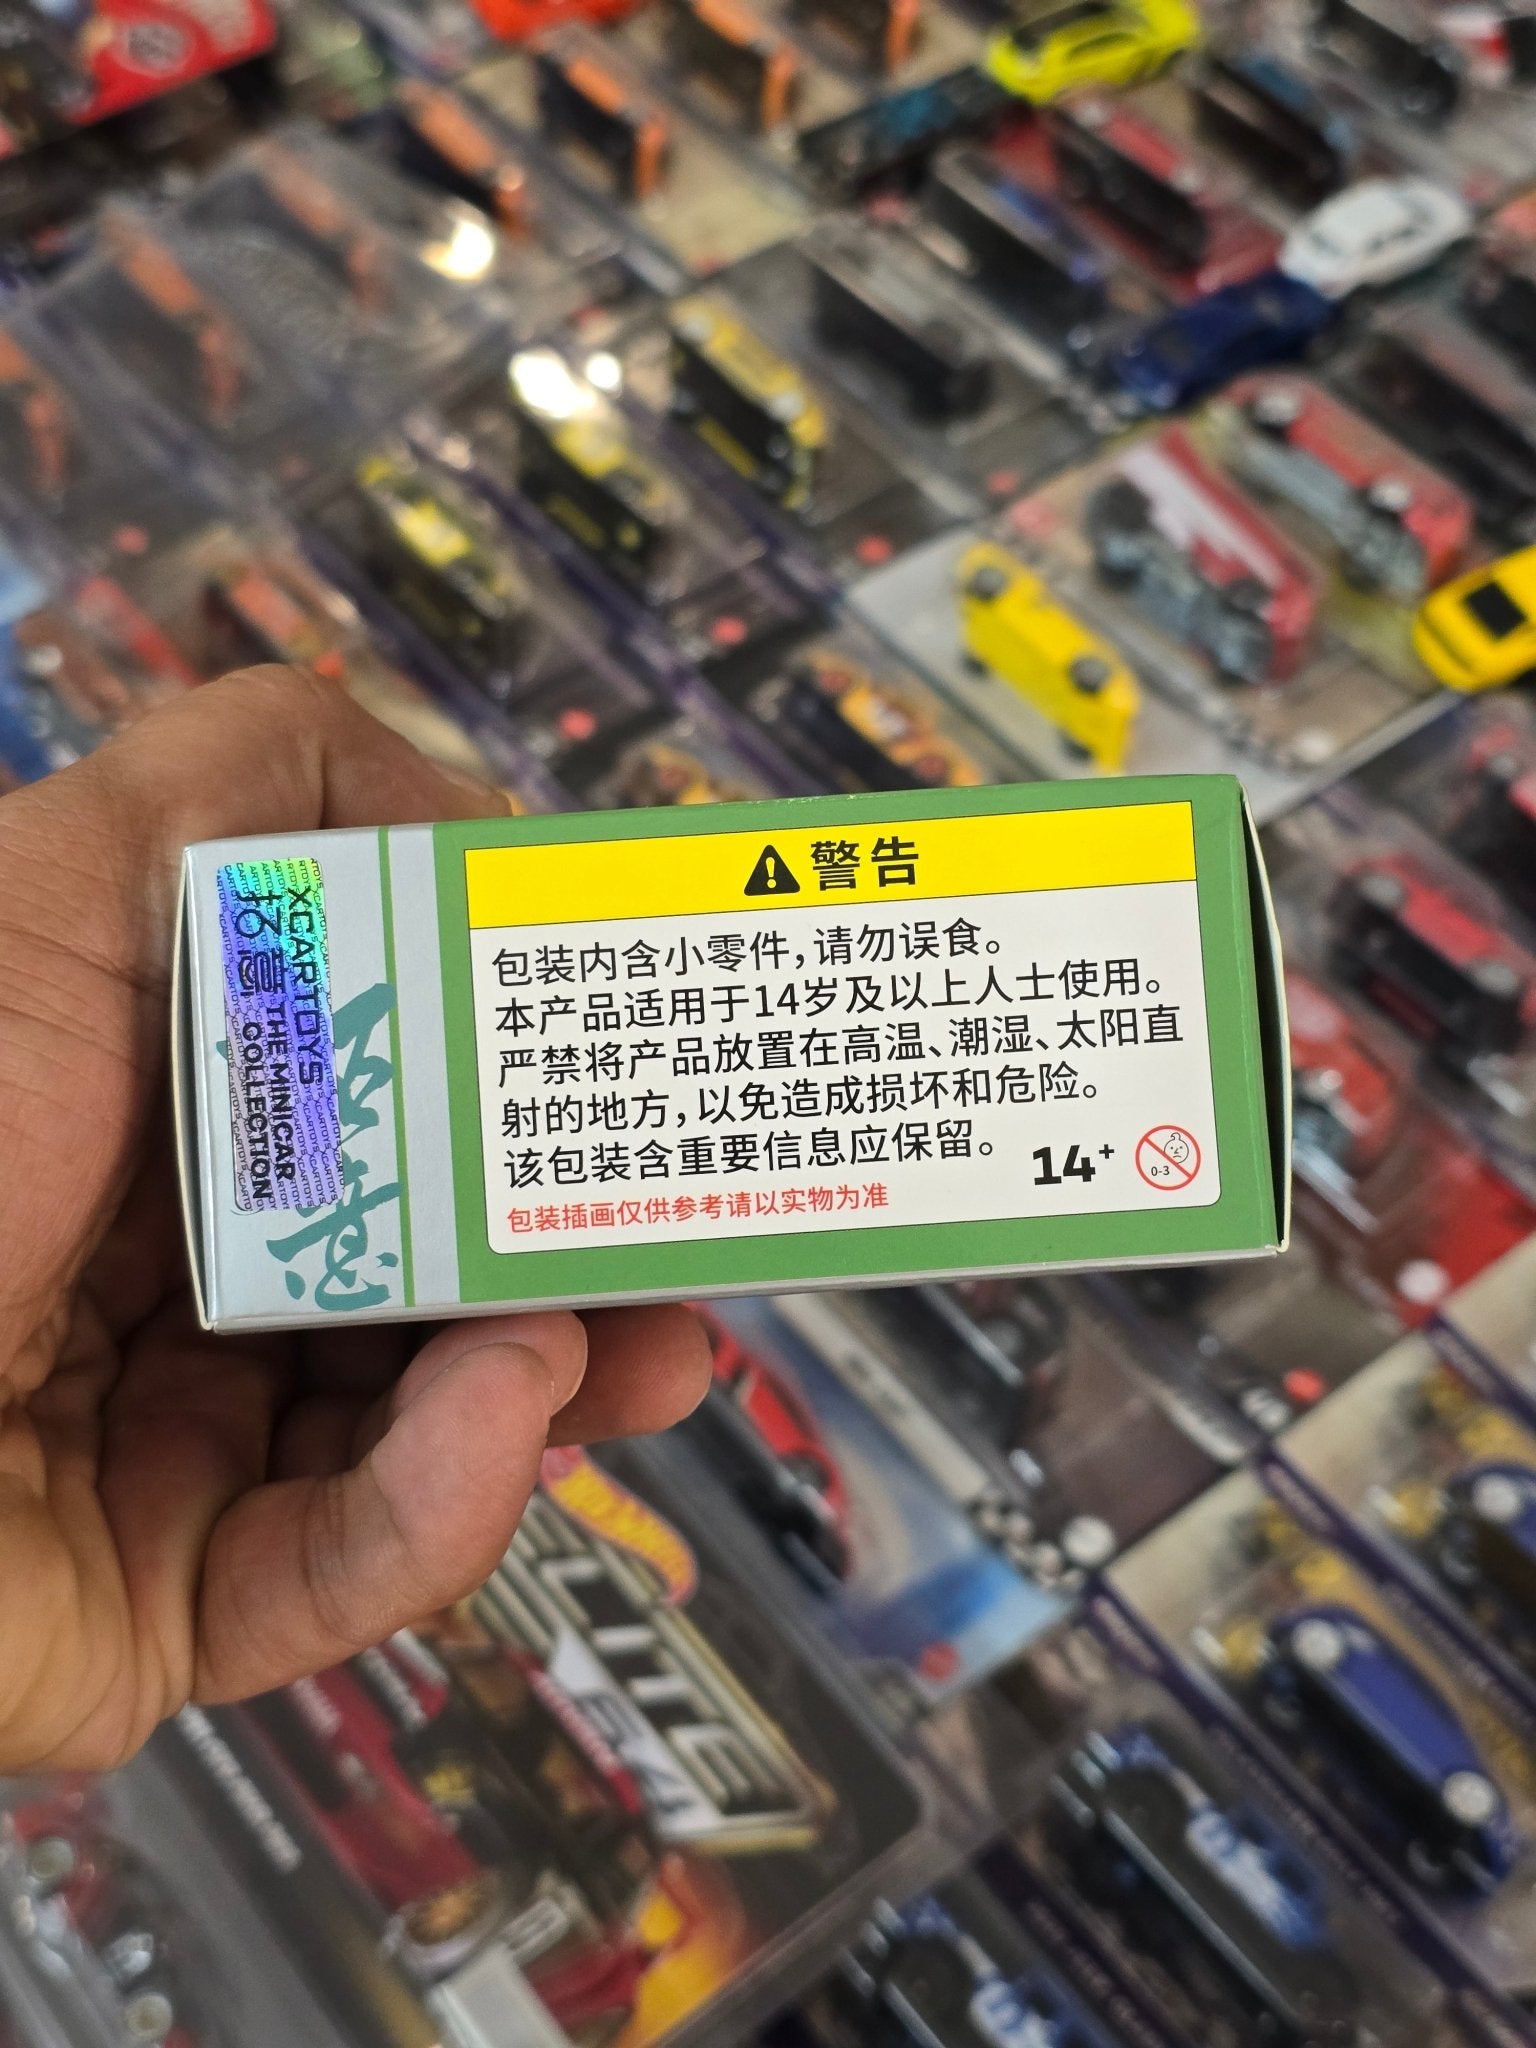 XCARTOYS
拓意
THE MINICAR
COLLECTION
拓意
警告
包装内含小零件,请勿误食。
本产品适用于14岁及以上人士使用。
严禁将产品放置在高温、潮湿、太阳直
射的地方,以免造成损坏和危险。
该包装含重要信息应保留。
14+
0-3
包装插画仅供参考请以实物为准
ELITE
64